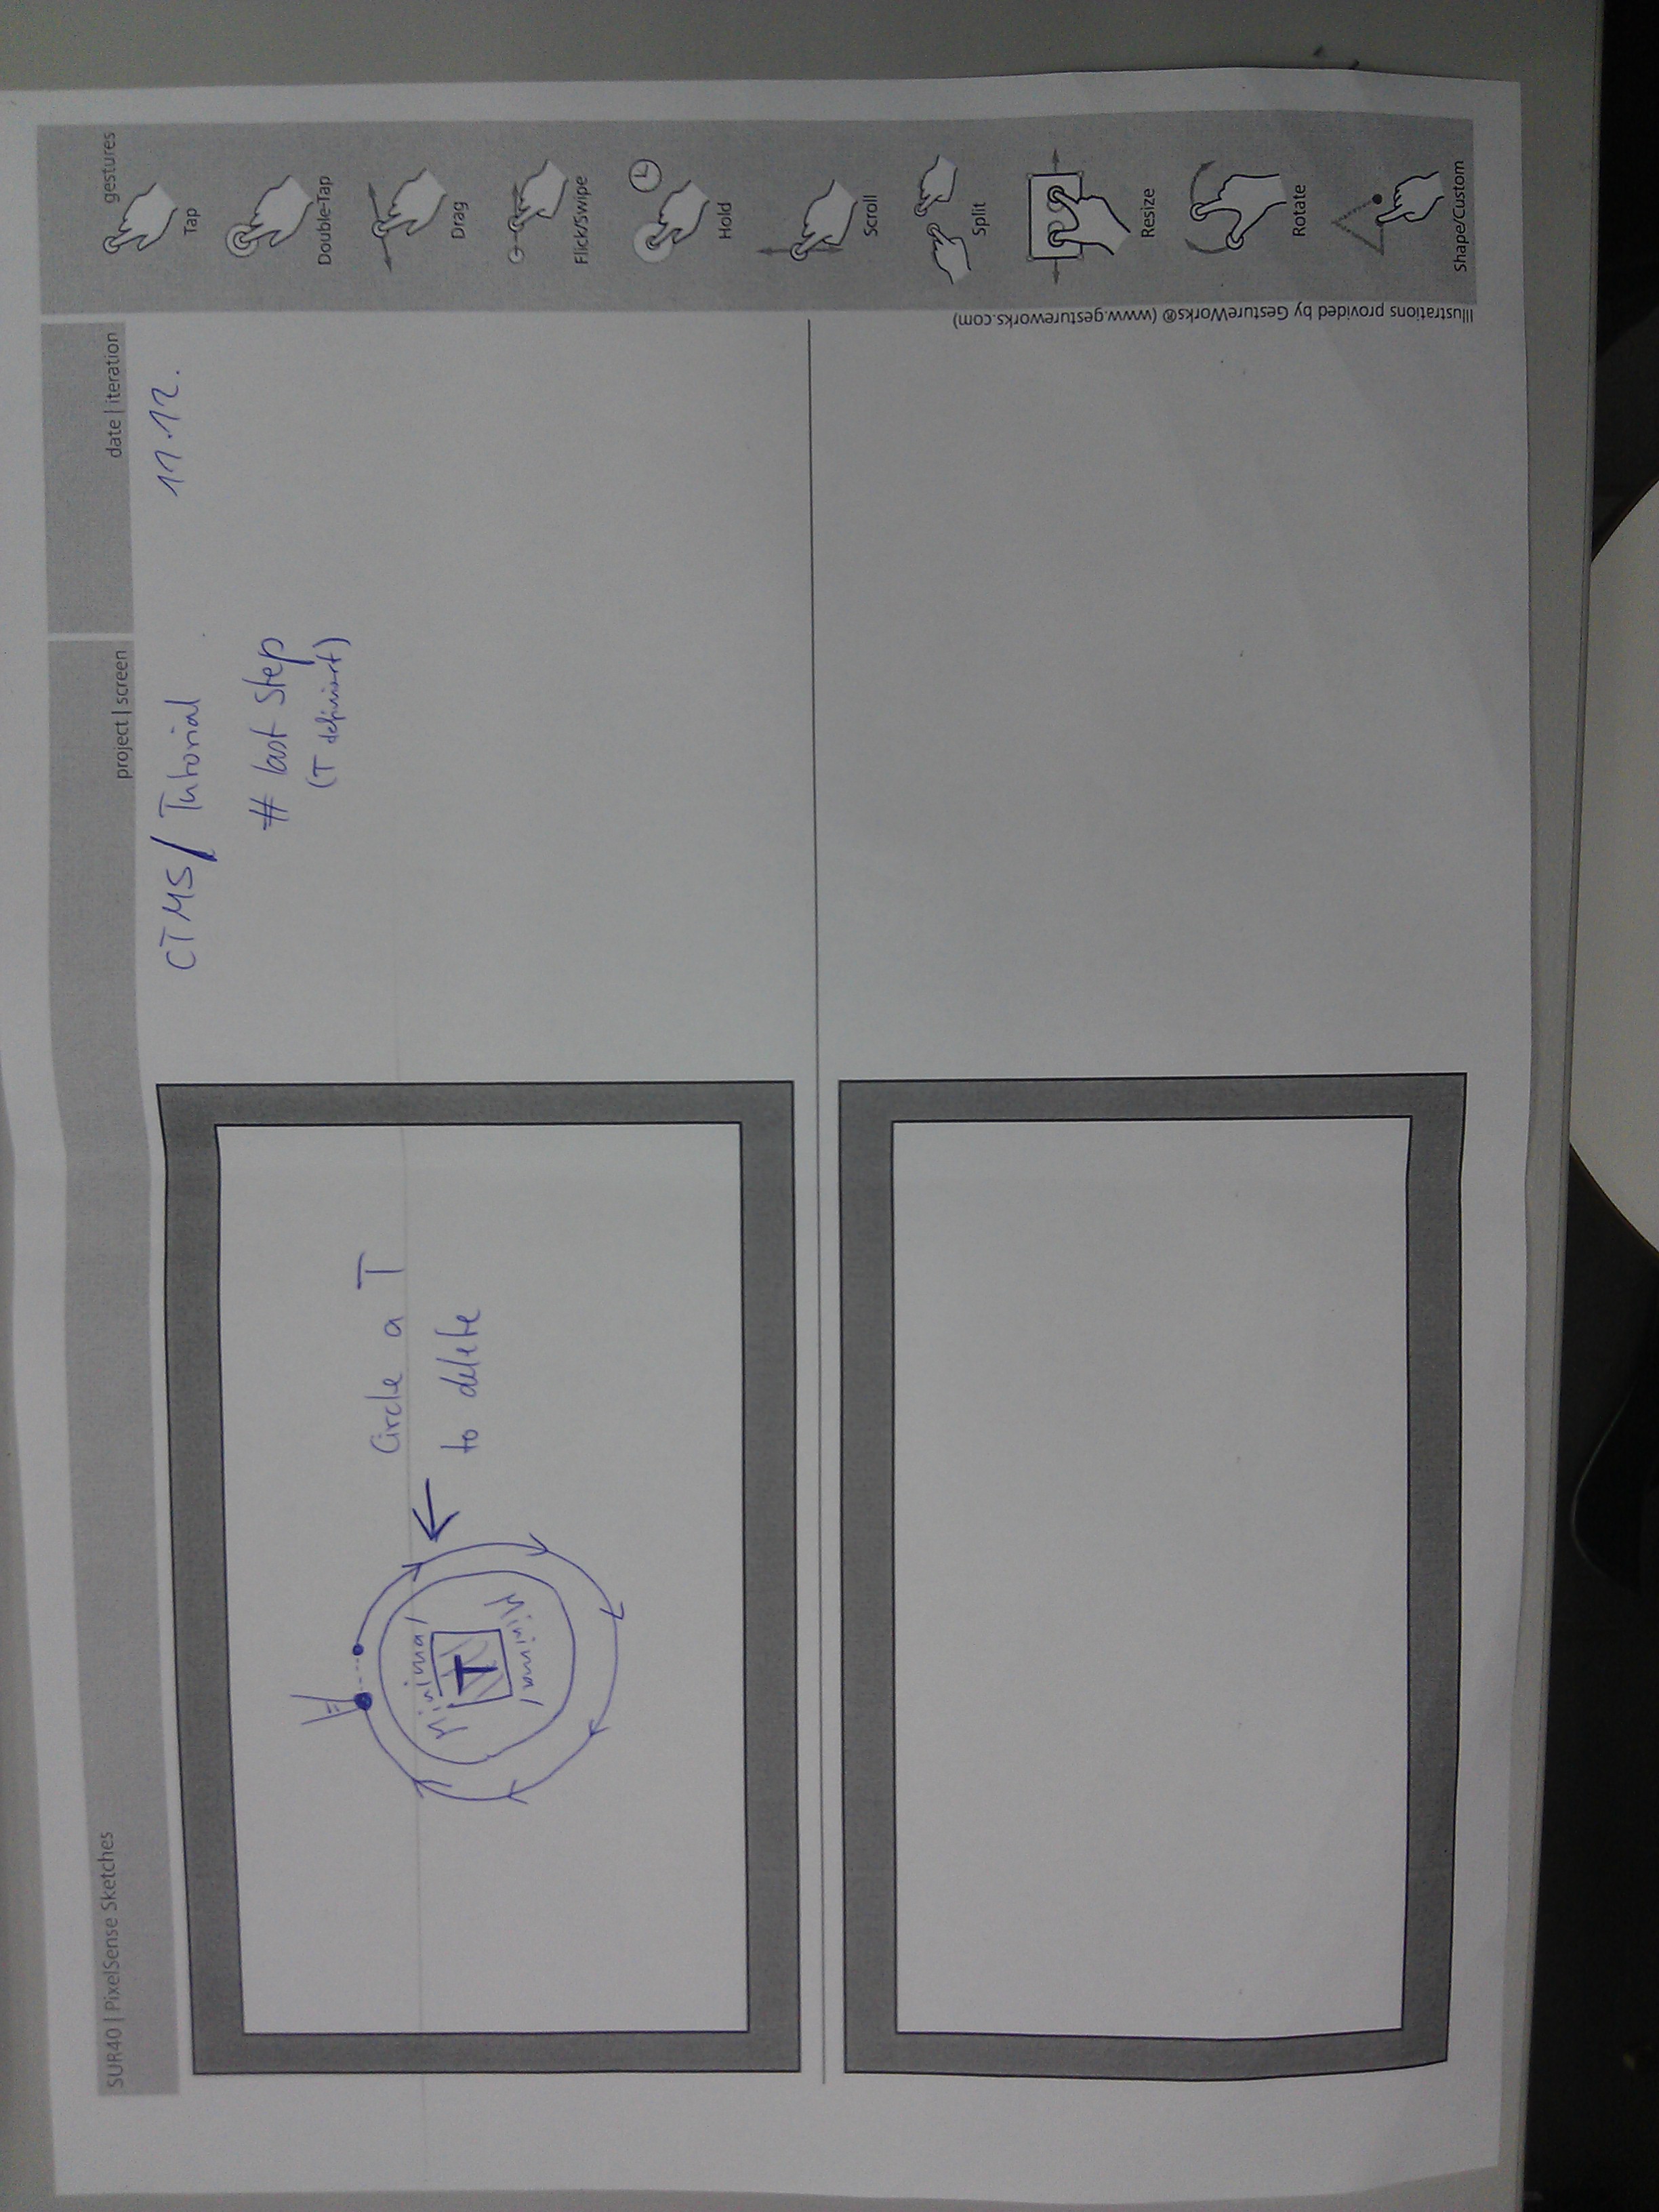 SUR40 | PixelSense Sketches
project | screen
date | iteration
gestures
CTMS/ Tutorial
11.12.
# last step
(T definiert)
Circle a T
to delete
Minimal
T
Minimal
Tap
Double-Tap
Drag
Flick/Swipe
Hold
Scroll
Split
Resize
Rotate
Shape/Custom
Illustrations provided by GestureWorks® (www.gestureworks.com)